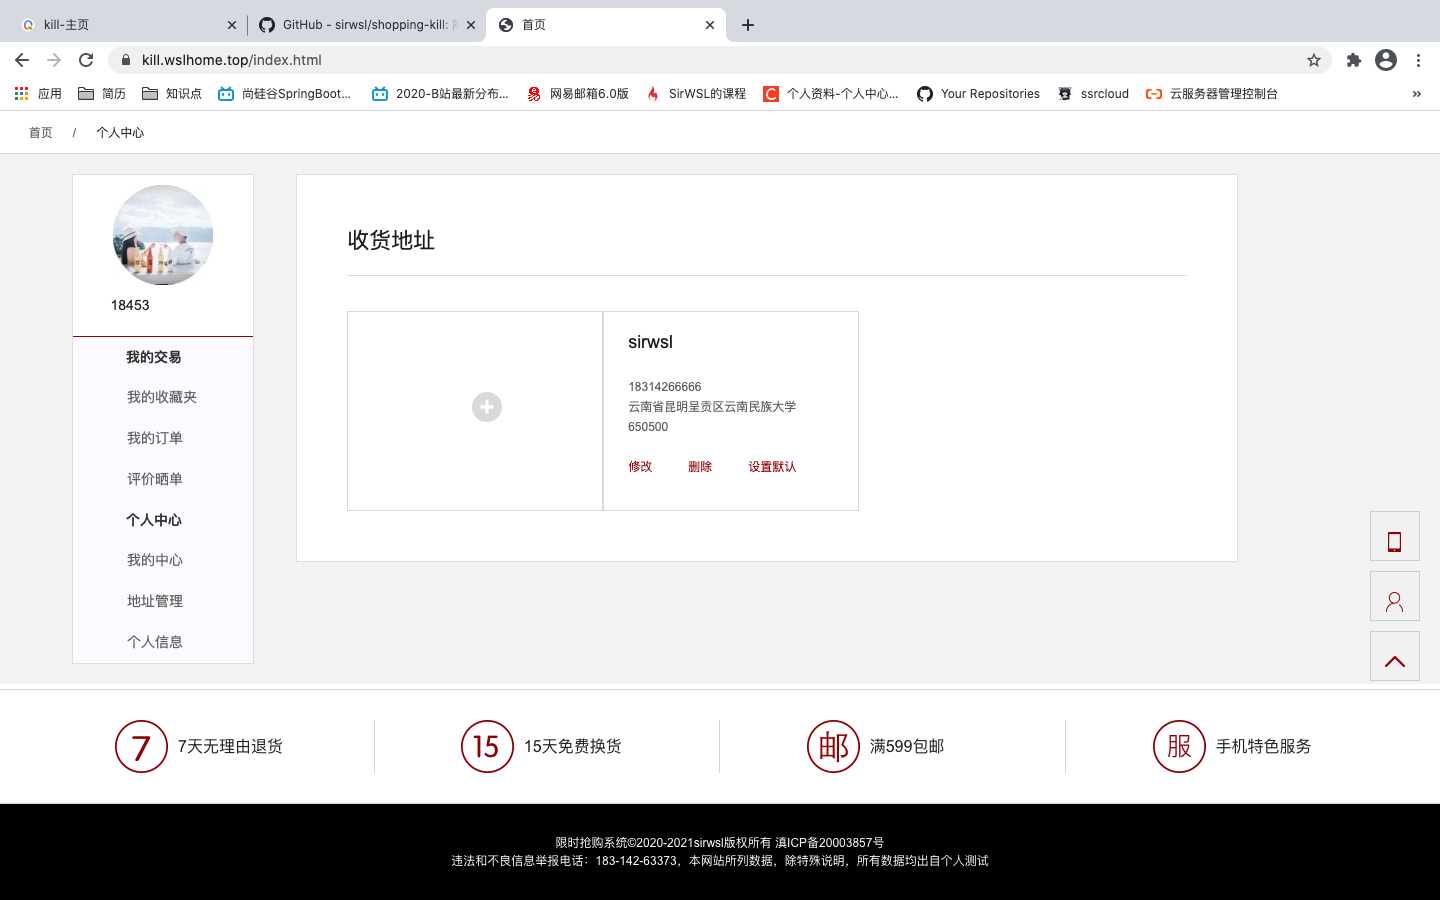 kill-主页
GitHub - sirwsl/shopping-kill:
首页
kill.wslhome.top/index.html
应用
简历
知识点
尚硅谷SpringBoot...
2020-B站最新分布...
网易邮箱6.0版
SirWSL的课程
个人资料-个人中心...
Your Repositories
ssrcloud
云服务器管理控制台
首页 / 个人中心
18453
我的交易
我的收藏夹
我的订单
评价晒单
个人中心
我的中心
地址管理
个人信息
收货地址
sirwsl
18314266666
云南省昆明呈贡区云南民族大学
650500
修改 删除 设置默认
7 7天无理由退货
15 15天免费换货
邮 满599包邮
服 手机特色服务
限时抢购系统©2020-2021sirwsl版权所有 滇ICP备20003857号
违法和不良信息举报电话：183-142-63373，本网站所列数据，除特殊说明，所有数据均出自个人测试